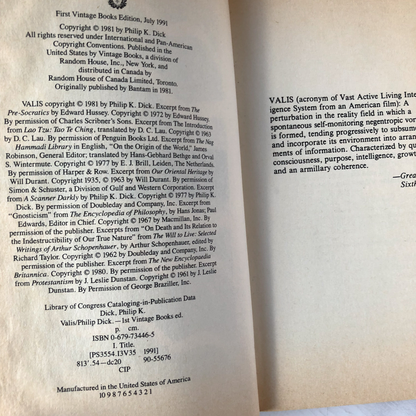 First Vintage Books Edition, July 1991
Copyright © 1981 by Philip K. Dick
All rights reserved under International and Pan-American
Copyright Conventions. Published in the
United States by Vintage Books, a division of
Random House, Inc., New York, and
distributed in Canada by
Random House of Canada Limited, Toronto.
Originally published by Bantam in 1981.
VALIS copyright © 1981 by Philip K. Dick. Excerpt from The
Pre-Socratics by Edward Hussey. Copyright © 1972 by Edward Hussey.
By permission of Charles Scribner's Sons. Excerpt from The Introduction
from Lao Tzu: Tao Te Ching, translated by D. C. Lau. Copyright © 1963
by D. C. Lau. By permission of Penguin Books Ltd. Excerpt from The Nag
Hammadi Library in English, "On the Origin of the World," James
Robinson, General Editor; translated by Hans-Gebhard Bethge and Orval
S. Wintermute. Copyright © 1977 by E. J. Brill, Leiden, The Netherlands.
By permission of Harper & Row. Excerpt from Our Oriental Heritage by
Will Durant. Copyright 1935, © 1963 by Will Durant. By permission of
Simon & Schuster, a Division of Gulf and Western Corporation. Excerpt
from A Scanner Darkly by Philip K. Dick. Copyright © 1977 by Philip K.
Dick. By permission of Doubleday and Company, Inc. Excerpt from
"Gnosticism" from The Encyclopedia of Philosophy, by Hans Jonas; Paul
Edwards, Editor in Chief. Copyright © 1967 by Macmillan, Inc. By
permission of the publisher. Excerpts from "On Death and Its Relation to
the Indestructibility of Our True Nature" from The Will to Live: Selected
Writings of Arthur Schopenhauer, by Arthur Schopenhauer, edited by
Richard Taylor. Copyright © 1962 by Doubleday and Company, Inc. By
permission of the publisher. Excerpt from The New Encyclopaedia
Britannica. Copyright © 1980. By permission of the publisher. Excerpt
from Protestantism by J. Leslie Dunstan. Copyright © 1961 by J. Leslie
Dunstan. By Permission of George Braziller, Inc.
Library of Congress Cataloging-in-Publication Data
Dick, Philip K.
Valis/Philip Dick.—1st Vintage Books ed.
p. cm.
ISBN 0-679-73446-5
I. Title.
[PS3554.I3V35 1991]
813'.54—dc20 90-55676
CIP
Manufactured in the United States of America
10 9 8 7 6 5 4 3 2 1
VALIS (acronym of Vast Active Living Inte
igence System from an American film): A
perturbation in the reality field in which a
spontaneous self-monitoring negentropic vor
is formed, tending progressively to subsume
and incorporate its environment into arran
ments of information. Characterized by qu
consciousness, purpose, intelligence, growt
and an armillary coherence.
—Grea
Sixth